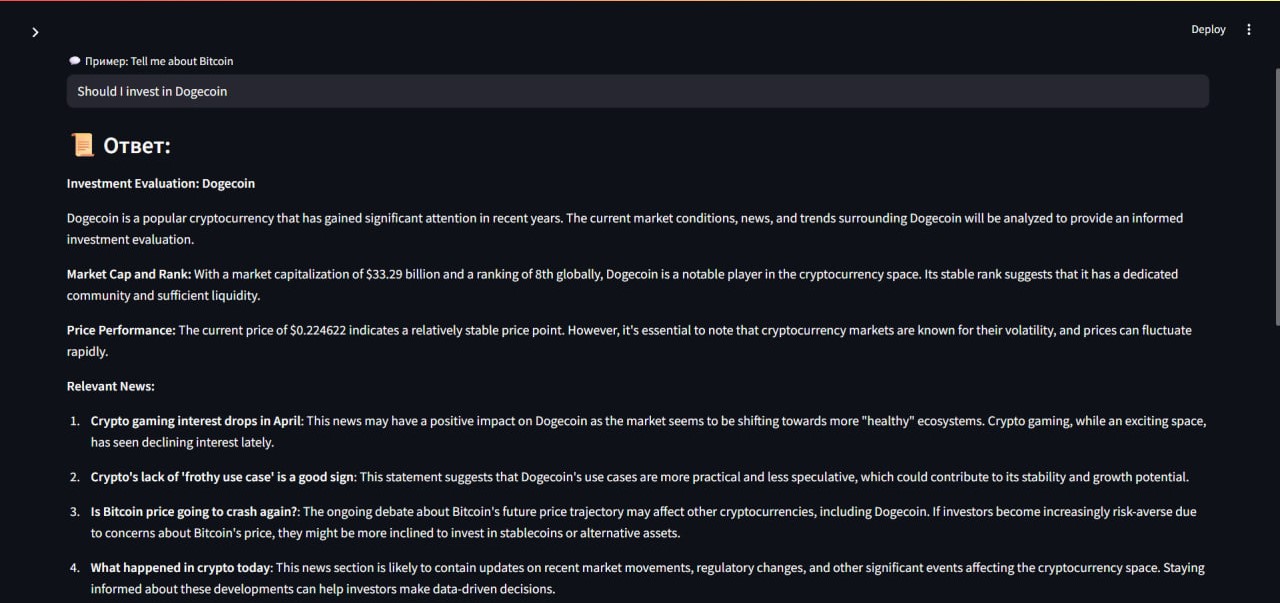 Deploy
Пример: Tell me about Bitcoin
Should I invest in Dogecoin
Ответ:
Investment Evaluation: Dogecoin
Dogecoin is a popular cryptocurrency that has gained significant attention in recent years. The current market conditions, news, and trends surrounding Dogecoin will be analyzed to provide an informed
investment evaluation.
Market Cap and Rank: With a market capitalization of $33.29 billion and a ranking of 8th globally, Dogecoin is a notable player in the cryptocurrency space. Its stable rank suggests that it has a dedicated
community and sufficient liquidity.
Price Performance: The current price of $0.224622 indicates a relatively stable price point. However, it's essential to note that cryptocurrency markets are known for their volatility, and prices can fluctuate
rapidly.
Relevant News:
1. Crypto gaming interest drops in April: This news may have a positive impact on Dogecoin as the market seems to be shifting towards more "healthy" ecosystems. Crypto gaming, while an exciting space,
has seen declining interest lately.
2. Crypto's lack of 'frothy use case' is a good sign: This statement suggests that Dogecoin's use cases are more practical and less speculative, which could contribute to its stability and growth potential.
3. Is Bitcoin price going to crash again?: The ongoing debate about Bitcoin's future price trajectory may affect other cryptocurrencies, including Dogecoin. If investors become increasingly risk-averse due
to concerns about Bitcoin's price, they might be more inclined to invest in stablecoins or alternative assets.
4. What happened in crypto today: This news section is likely to contain updates on recent market movements, regulatory changes, and other significant events affecting the cryptocurrency space. Staying
informed about these developments can help investors make data-driven decisions.